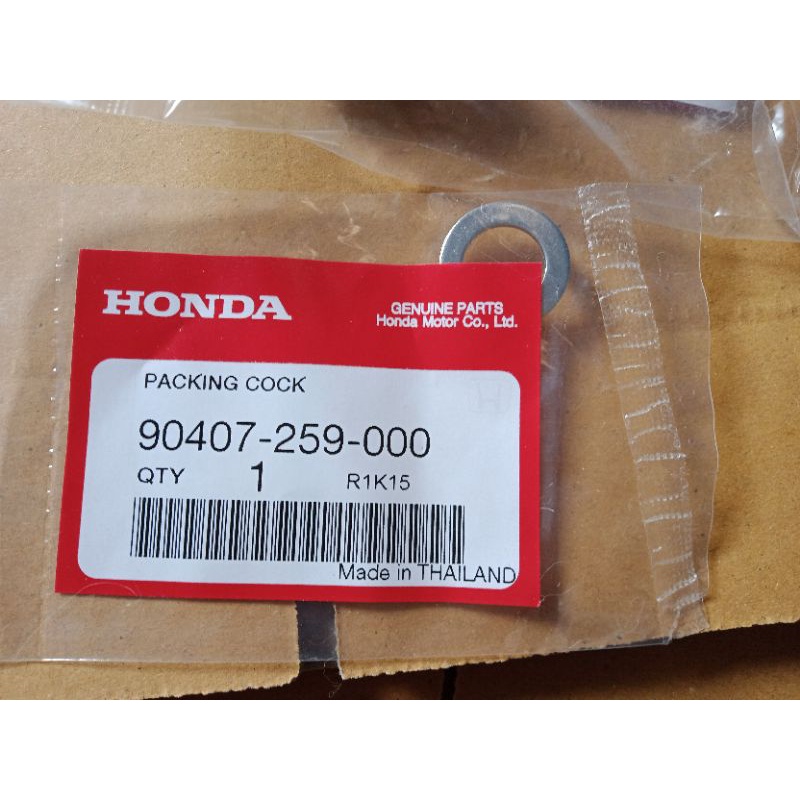 HONDA
GENUINE PARTS
Honda Motor Co., Ltd.
PACKING COCK
90407-259-000
QTY 1 R1K15
Made in THAILAND